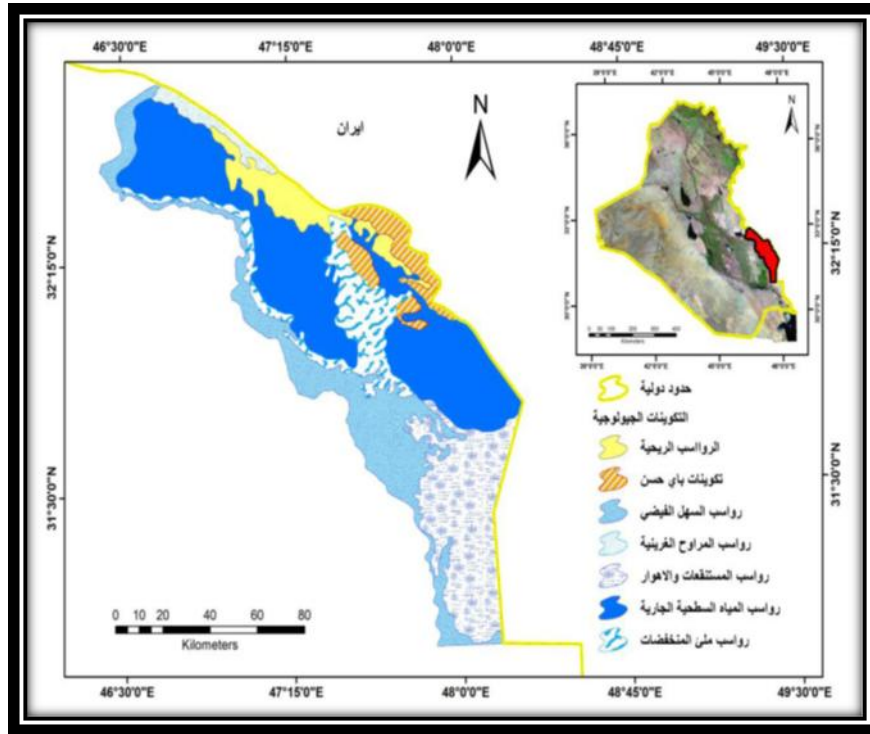 46°30'0"E 47°15'0"E 48°0'0"E 48°45'0"E 49°30'0"E
N
ايران
N
32°15'0"N
32°15'0"N
31°30'0"N
31°30'0"N
Kilometers
حدود دولية
التكوينات الجيولوجية
الروااسب الريحية
تكوينات باي حسن
رواسب السهل الفيضي
رواسب المراوح الغرينية
رواسب المستنقعات والاهوار
رواسب المياه السطحية الجارية
رواسب ملئ المنخفضات
0 10 20 40 60 80
Kilometers
46°30'0"E 47°15'0"E 48°0'0"E 48°45'0"E 49°30'0"E